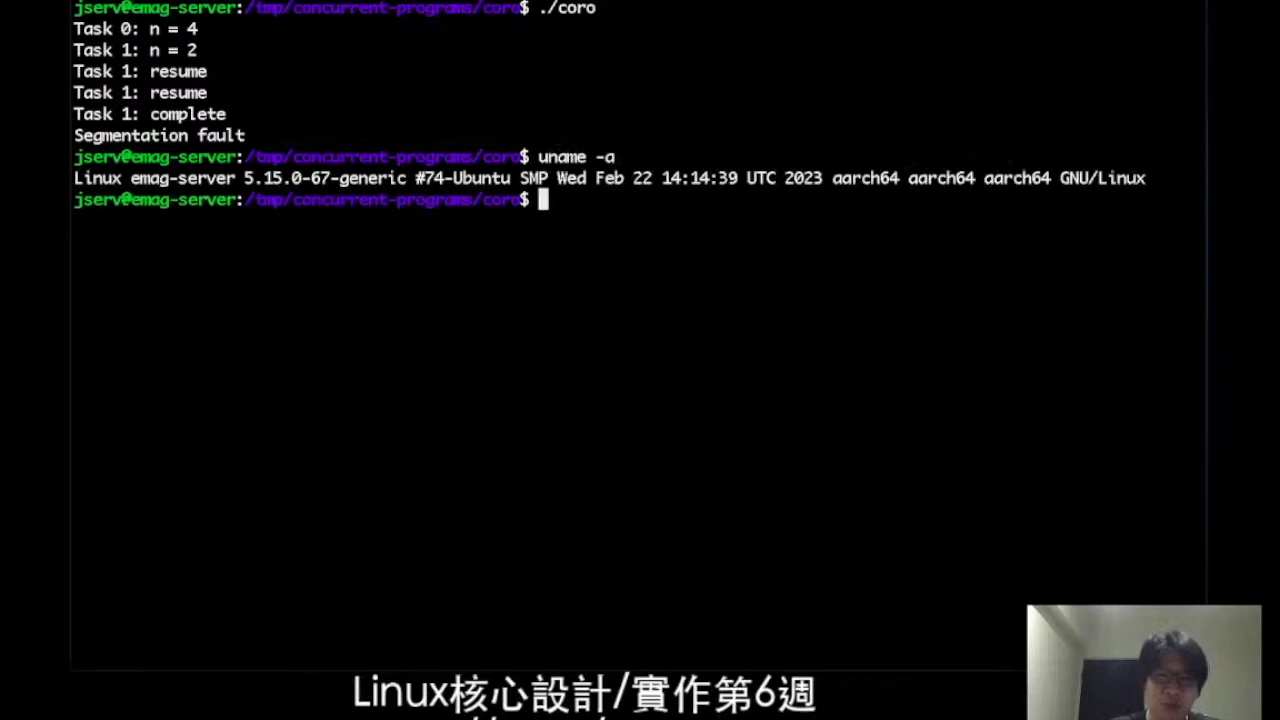 jserv@emag-server:/tmp/concurrent-programs/coro$ ./coro
Task 0: n = 4
Task 1: n = 2
Task 1: resume
Task 1: resume
Task 1: complete
Segmentation fault
jserv@emag-server:/tmp/concurrent-programs/coro$ uname -a
Linux emag-server 5.15.0-67-generic #74-Ubuntu SMP Wed Feb 22 14:14:39 UTC 2023 aarch64 aarch64 aarch64 GNU/Linux
jserv@emag-server:/tmp/concurrent-programs/coro$
Linux核心設計/實作第6週